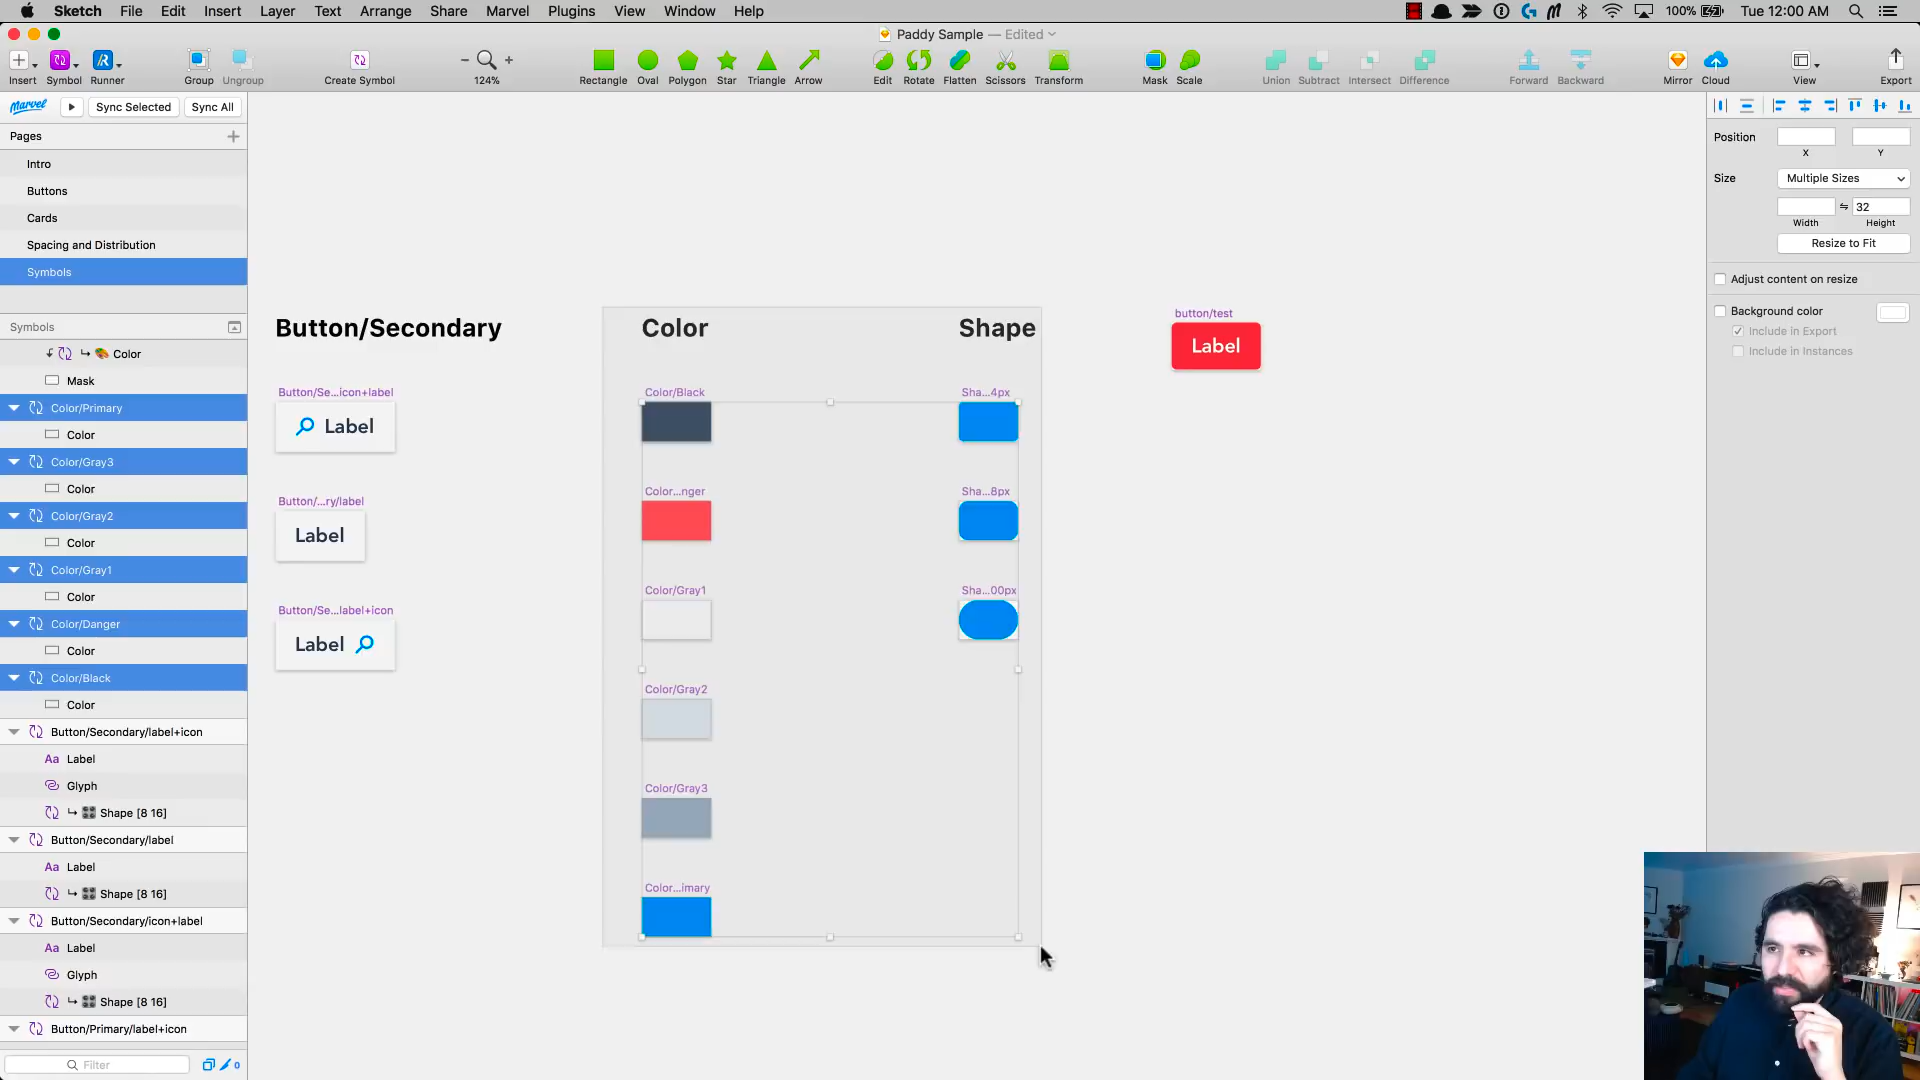 Sketch File Edit Insert Layer Text Arrange Share Marvel Plugins View Window Help
100% Tue 12:00 AM
Paddy Sample — Edited
Insert Symbol Runner Group Ungroup Create Symbol 124% Rectangle Oval Polygon Star Triangle Arrow Edit Rotate Flatten Scissors Transform Mask Scale Union Subtract Intersect Difference Forward Backward Mirror Cloud View Export
Marvel Sync Selected Sync All
Pages
Intro
Buttons
Cards
Spacing and Distribution
Symbols
Symbols
Color
Mask
Color/Primary
Color
Color/Gray3
Color
Color/Gray2
Color
Color/Gray1
Color
Color/Danger
Color
Color/Black
Color
Button/Secondary/label+icon
Aa Label
Glyph
Shape [8 16]
Button/Secondary/label
Aa Label
Shape [8 16]
Button/Secondary/icon+label
Aa Label
Glyph
Shape [8 16]
Button/Primary/label+icon
Filter
0
Button/Secondary
Button/Se...icon+label
Label
Button/...ry/label
Label
Button/Se...label+icon
Label
Color
Color/Black
Color...nger
Color/Gray1
Color/Gray2
Color/Gray3
Color...imary
Shape
Sha...4px
Sha...8px
Sha...00px
button/test
Label
Position
X Y
Size Multiple Sizes
32
Width Height
Resize to Fit
Adjust content on resize
Background color
Include in Export
Include in Instances